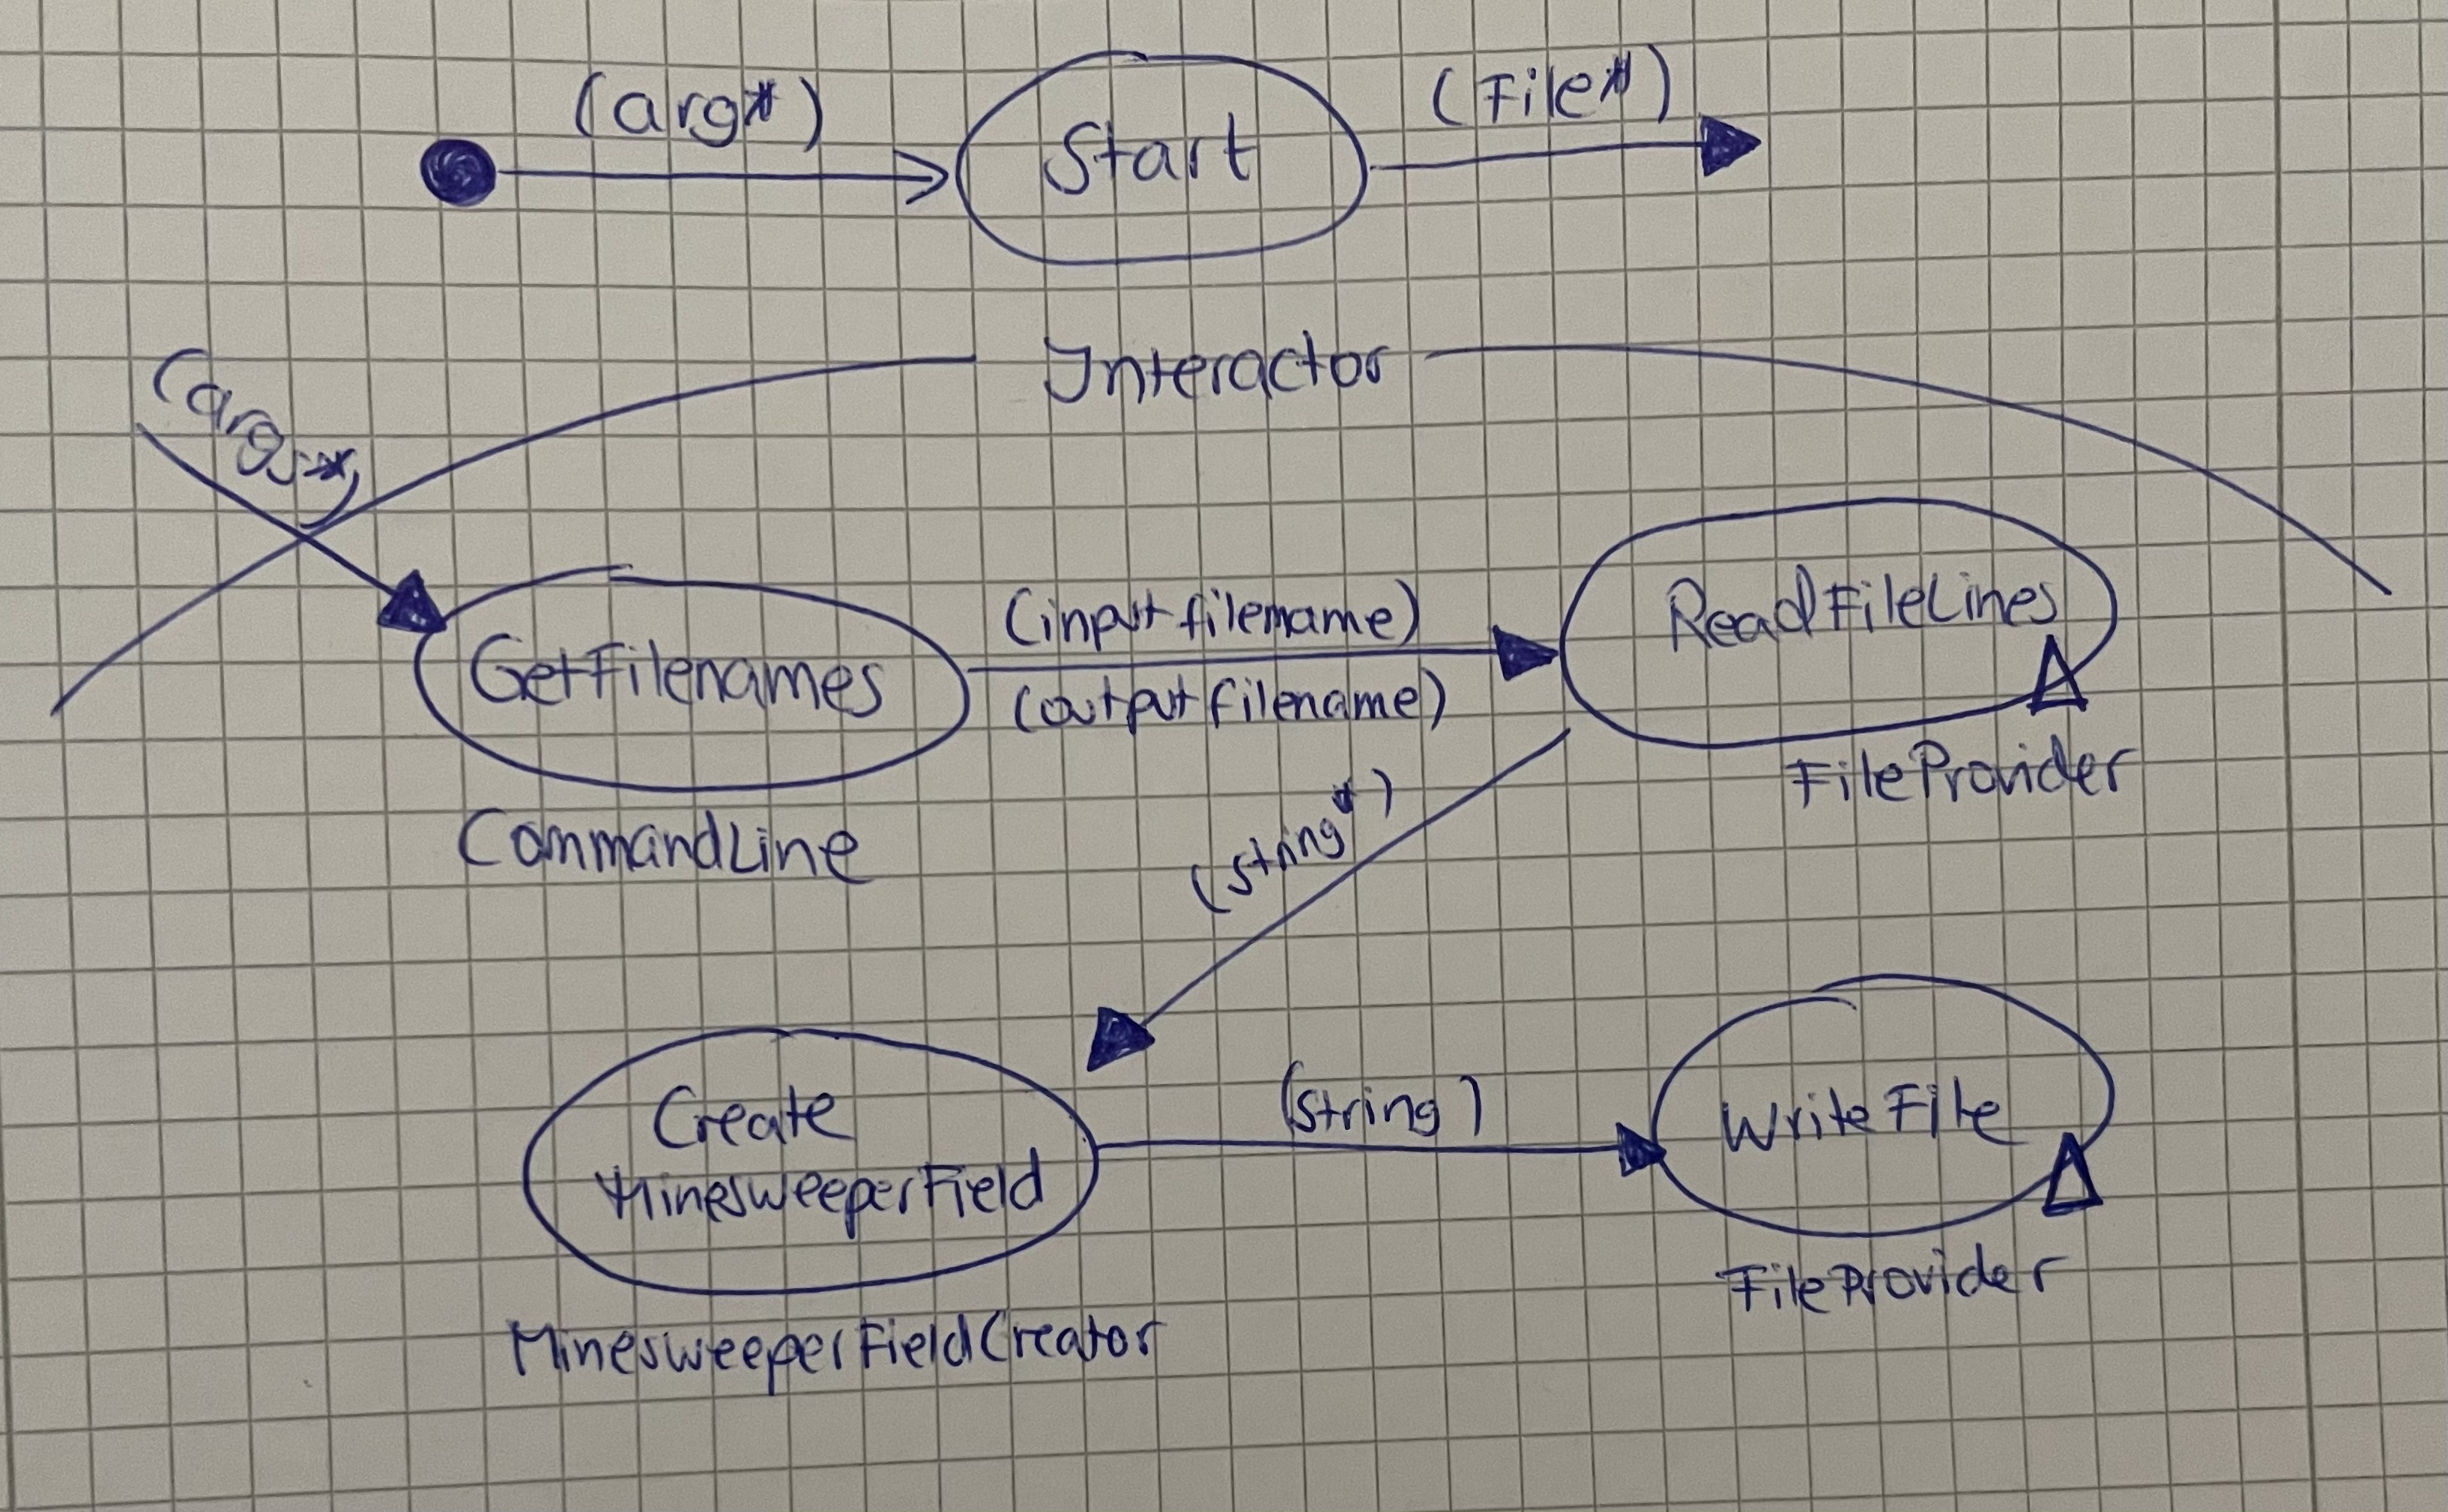 (arg*)
Start
(File*)
Interactor
(arg*)
GetFilenames
CommandLine
(input filename)
(output filename)
ReadFileLines
FileProvider
(string*)
Create
MinesweeperField
MinesweeperFieldCreator
(string)
WriteFile
FileProvider